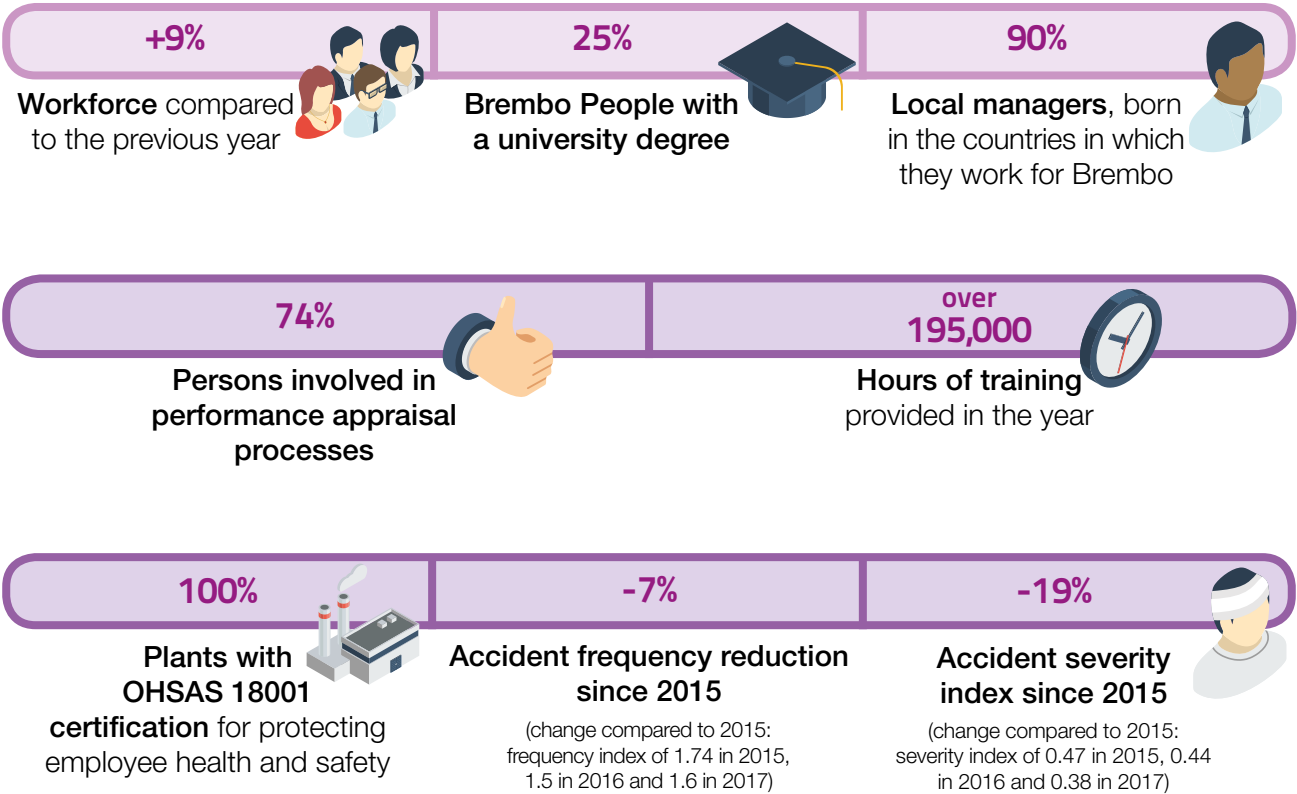 +9%
Workforce compared
to the previous year
25%
Brembo People with
a university degree
90%
Local managers, born
in the countries in which
they work for Brembo
74%
Persons involved in
performance appraisal
processes
over
195,000
Hours of training
provided in the year
100%
Plants with
OHSAS 18001
certification for protecting
employee health and safety
-7%
Accident frequency reduction
since 2015
(change compared to 2015:
frequency index of 1.74 in 2015,
1.5 in 2016 and 1.6 in 2017)
-19%
Accident severity
index since 2015
(change compared to 2015:
severity index of 0.47 in 2015, 0.44
in 2016 and 0.38 in 2017)